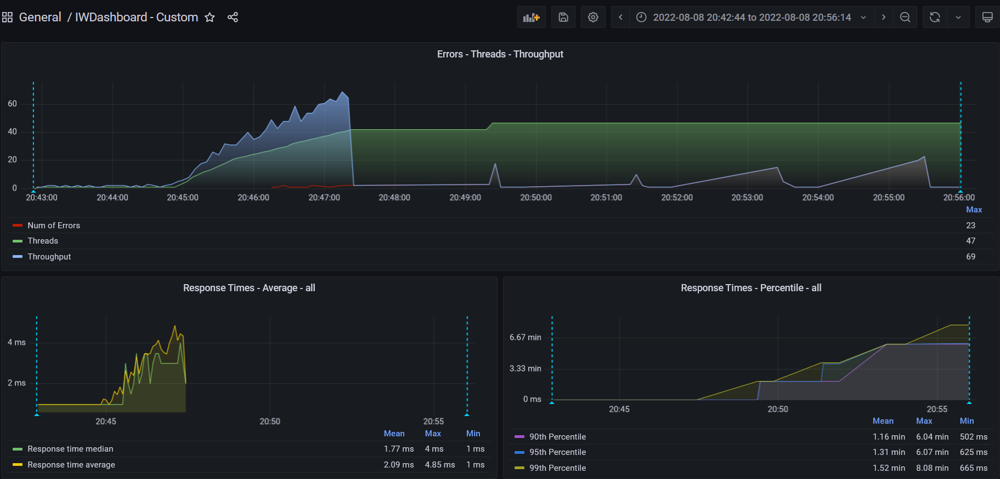 General / IWDashboard - Custom
2022-08-08 20:42:44 to 2022-08-08 20:56:14
Errors - Threads - Throughput
60
40
20
0
20:43:00 20:44:00 20:45:00 20:46:00 20:47:00 20:48:00 20:49:00 20:50:00 20:51:00 20:52:00 20:53:00 20:54:00 20:55:00 20:56:00
Max
Num of Errors 23
Threads 47
Throughput 69
Response Times - Average - all
4 ms
2 ms
20:45 20:50 20:55
Mean Max Min
Response time median 1.77 ms 4 ms 1 ms
Response time average 2.09 ms 4.85 ms 1 ms
Response Times - Percentile - all
6.67 min
3.33 min
0 ms
20:45 20:50 20:55
Mean Max Min
90th Percentile 1.16 min 6.04 min 502 ms
95th Percentile 1.31 min 6.07 min 625 ms
99th Percentile 1.52 min 8.08 min 665 ms